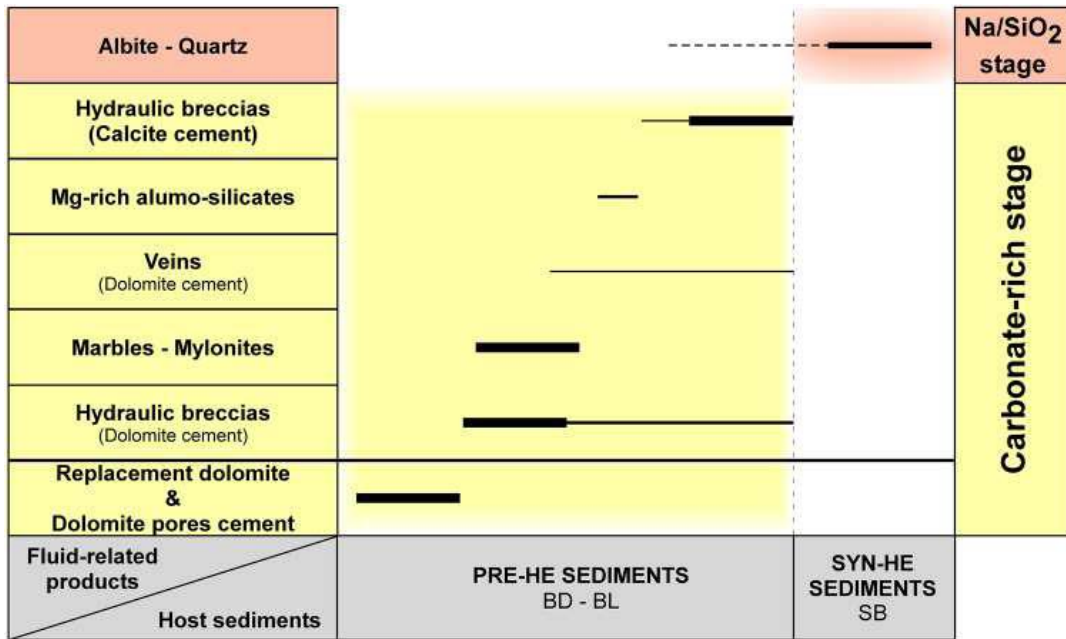 Albite - Quartz
Na/SiO2
stage
Hydraulic breccias
(Calcite cement)
Mg-rich alumo-silicates
Veins
(Dolomite cement)
Marbles - Mylonites
Hydraulic breccias
(Dolomite cement)
Replacement dolomite
&
Dolomite pores cement
Carbonate-rich stage
Fluid-related
products
Host sediments
PRE-HE SEDIMENTS
BD - BL
SYN-HE
SEDIMENTS
SB